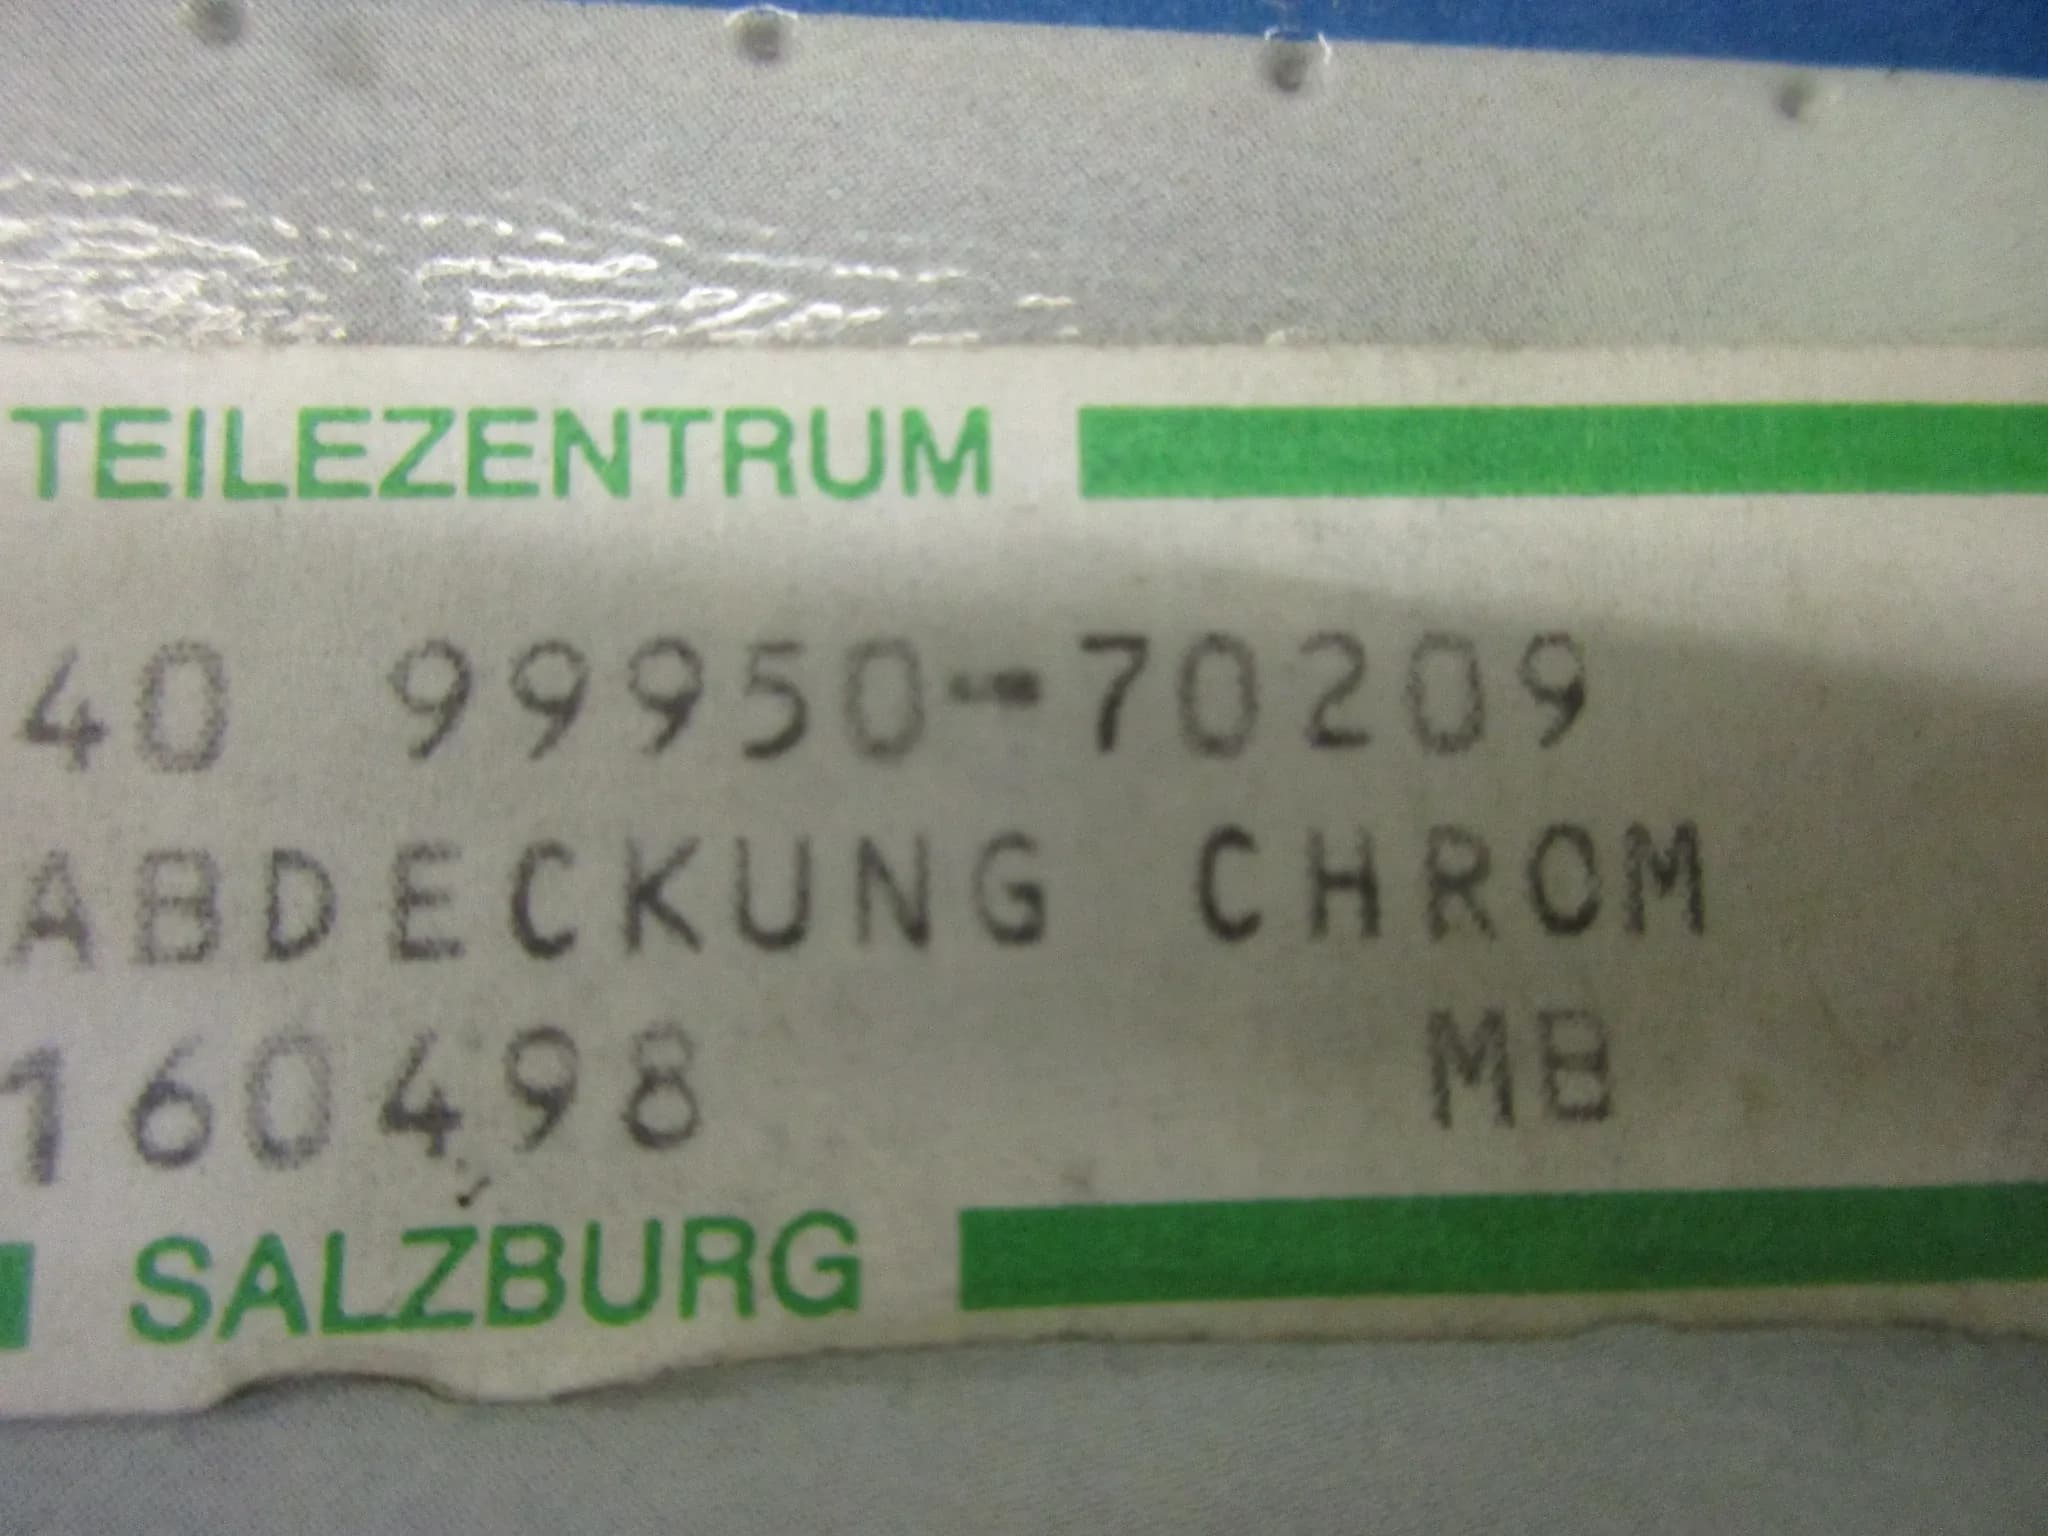 TEILEZENTRUM
40 99950-70209
ABDECKUNG CHROM
160498 MB
SALZBURG